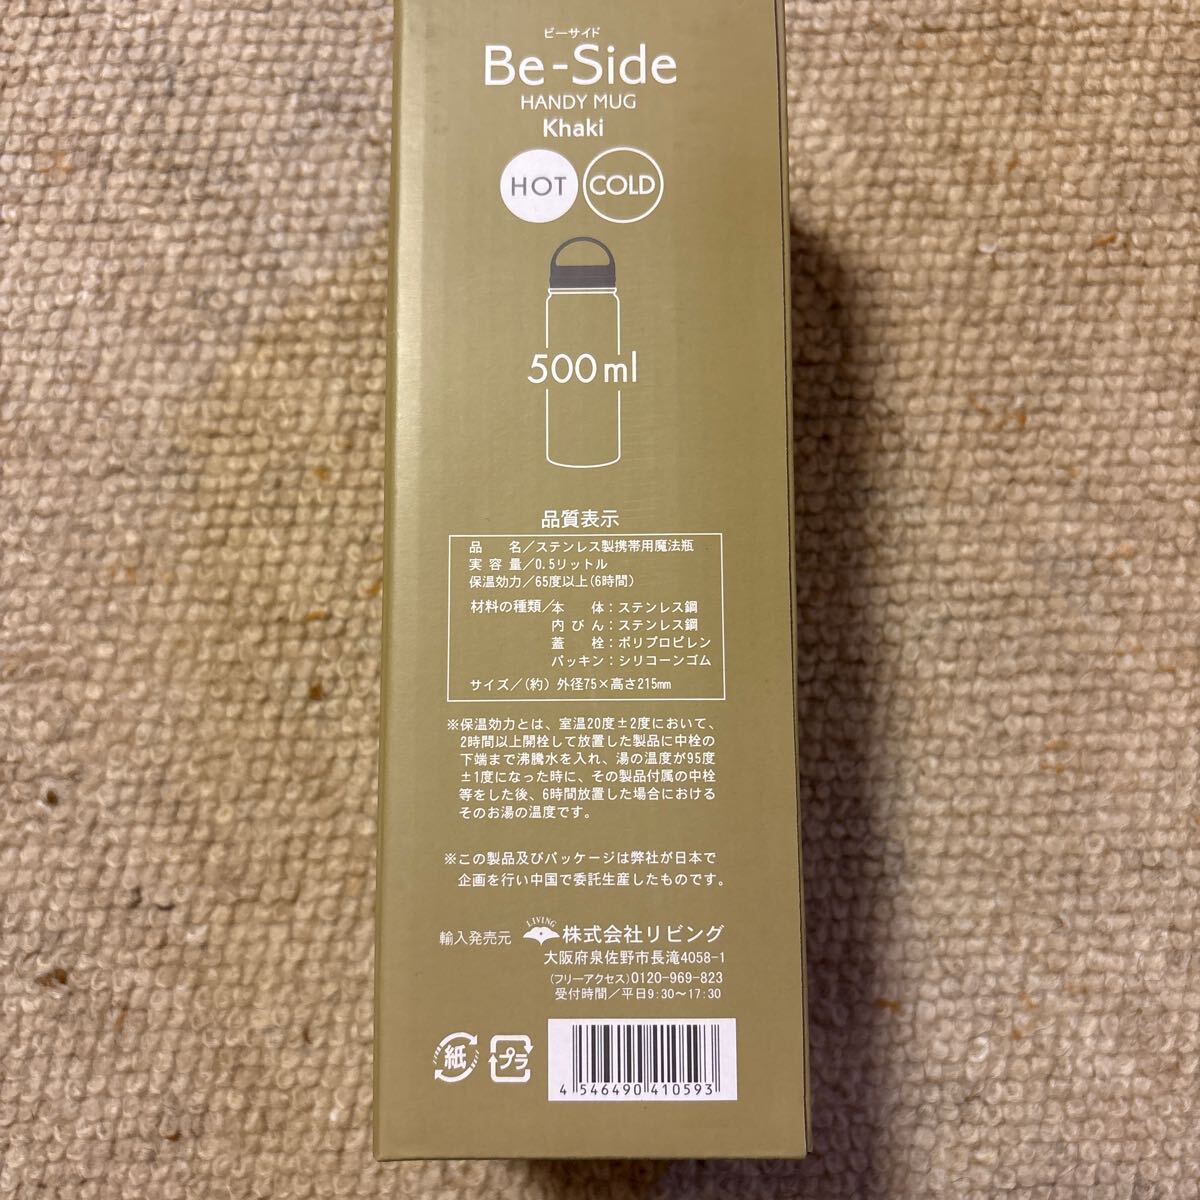 ビーサイド
Be-Side
HANDY MUG
Khaki
HOT COLD
500ml
品質表示
品 名/ステンレス製携帯用魔法瓶
実容量/0.5リットル
保温効力/65度以上(6時間)
材料の種類/本 体:ステンレス鋼
内びん:ステンレス鋼
蓋 栓:ポリプロピレン
パッキン:シリコーンゴム
サイズ/(約)外径75×高さ215mm
※保温効力とは、室温20度±2度において、
2時間以上開栓して放置した製品に中栓の
下端まで沸騰水を入れ、湯の温度が95度
±1度になった時に、その製品付属の中栓
等をした後、6時間放置した場合における
そのお湯の温度です。
※この製品及びパッケージは弊社が日本で
企画を行い中国で委託生産したものです。
LIVING
輸入発売元 株式会社リビング
大阪府泉佐野市長滝4058-1
(フリーアクセス)0120-969-823
受付時間/平日9:30〜17:30
紙 プラ
4 546490 410593